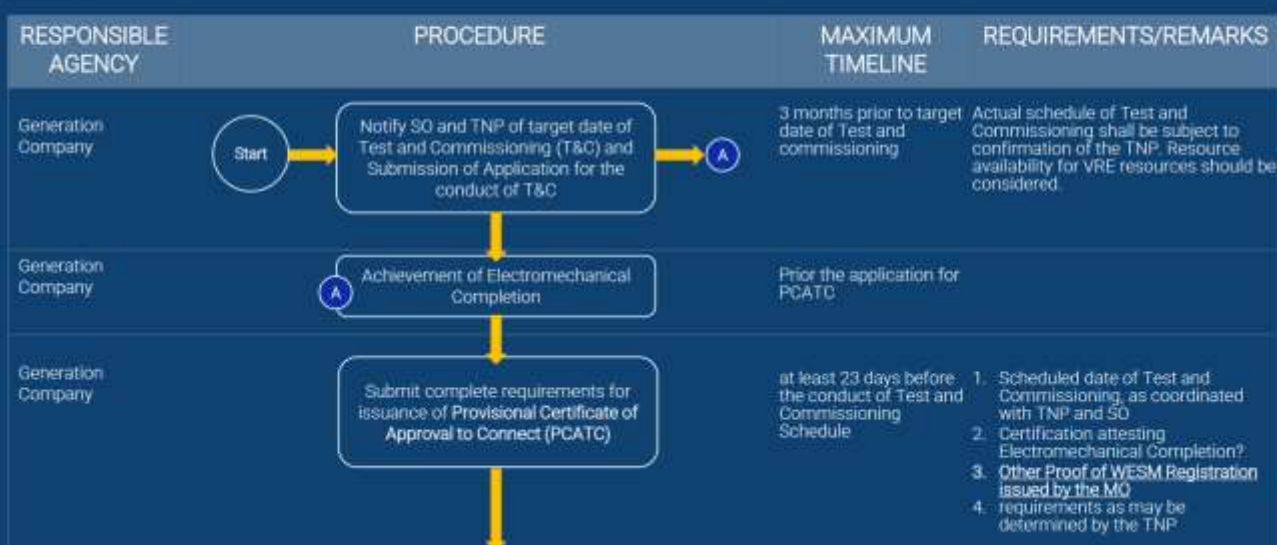 RESPONSIBLE
AGENCY
PROCEDURE
MAXIMUM
TIMELINE
REQUIREMENTS/REMARKS
Generation
Company
Start
Notify SO and TNP of target date of
Test and Commissioning (T&C) and
Submission of Application for the
conduct of T&C
A
3 months prior to target
date of Test and
commissioning
Actual schedule of Test and
Commissioning shall be subject to
confirmation of the TNP. Resource
availability for VRE resources should be
considered.
Generation
Company
A
Achievement of Electromechanical
Completion
Prior the application for
PCATC
Generation
Company
Submit complete requirements for
issuance of Provisional Certificate of
Approval to Connect (PCATC)
at least 23 days before
the conduct of Test and
Commissioning
Schedule
1. Scheduled date of Test and
Commissioning, as coordinated
with TNP and SO
2. Certification attesting
Electromechanical Completion?
3. Other Proof of WESM Registration
issued by the MO
4. requirements as may be
determined by the TNP